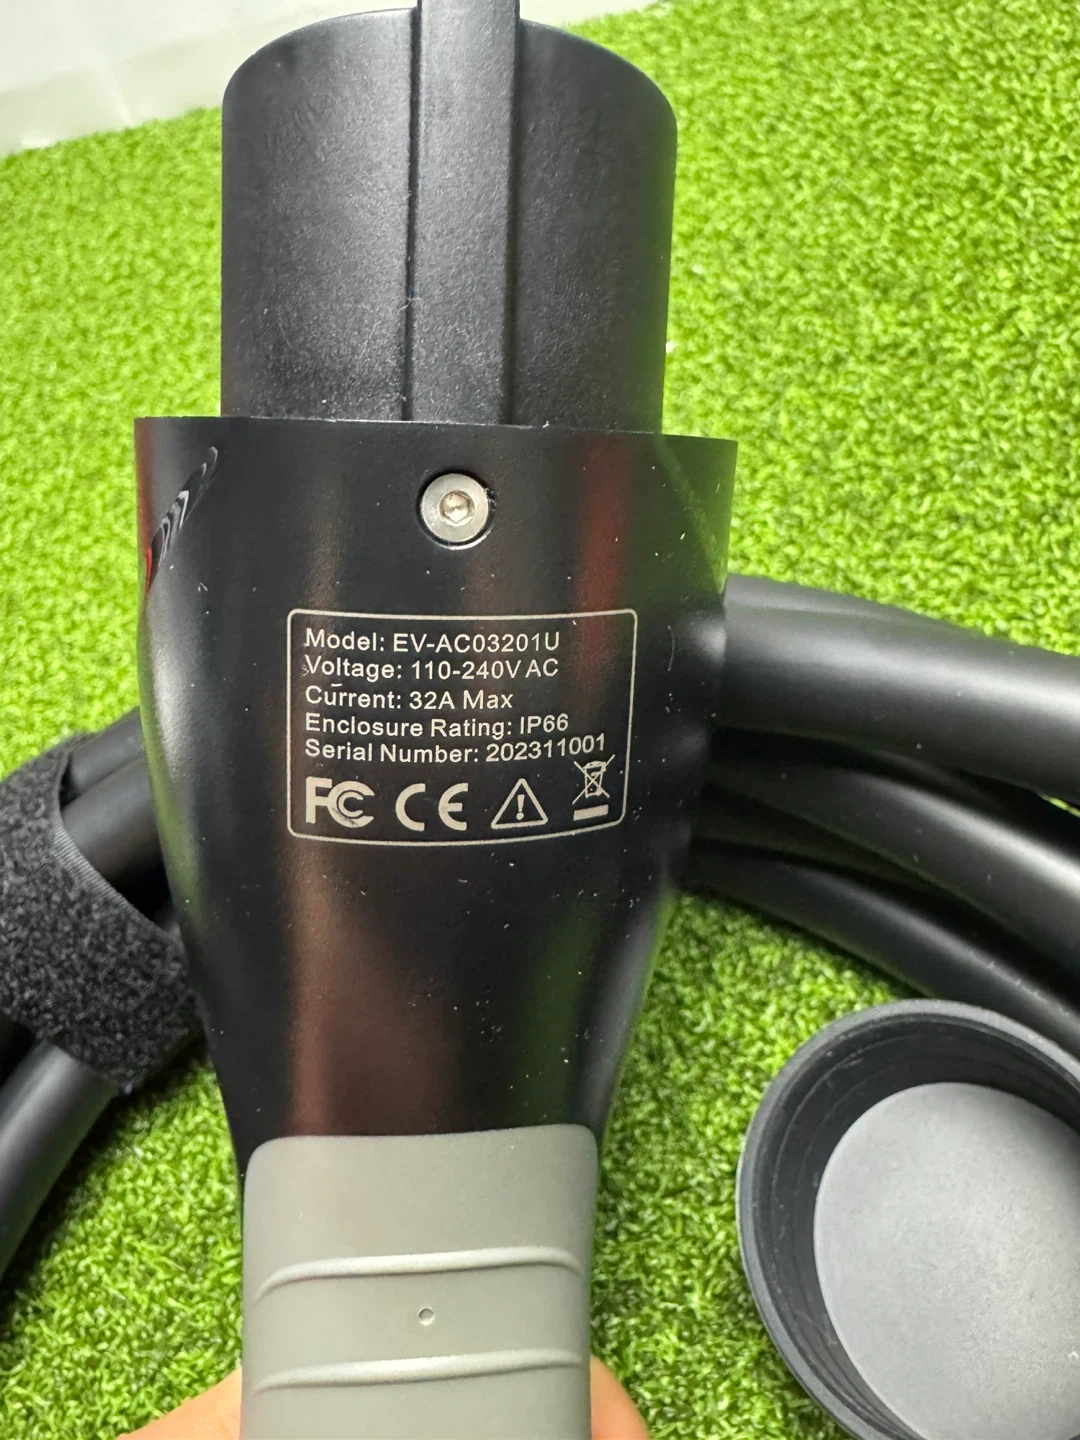 Model: EV-AC03201U
Voltage: 110-240V AC
Current: 32A Max
Enclosure Rating: IP66
Serial Number: 202311001
FC CE